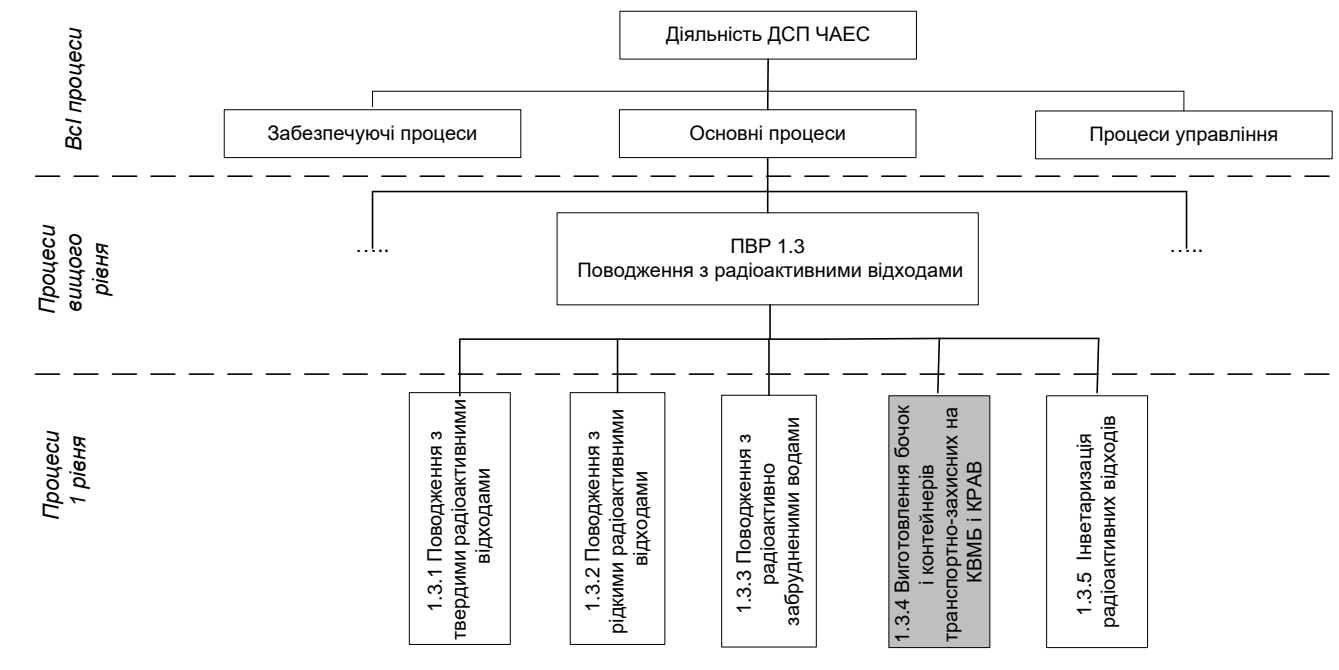 Діяльність ДСП ЧАЕС
ВсІ процеси
Забезпечуючі процеси
Основні процеси
Процеси управління
Процеси
вищого
рівня
.....
ПВР 1.3
Поводження з радіоактивними відходами
.....
Процеси
1 рівня
1.3.1 Поводження з
твердими радіоактивними
відходами
1.3.2 Поводження з
рідкими радіоактивними
відходами
1.3.3 Поводження з
радіоактивно
забрудненими водами
1.3.4 Виготовлення бочок
і контейнерів
транспортно-захисних на
КВМБ і КРАВ
1.3.5 Інветаризація
радіоактивних відходів